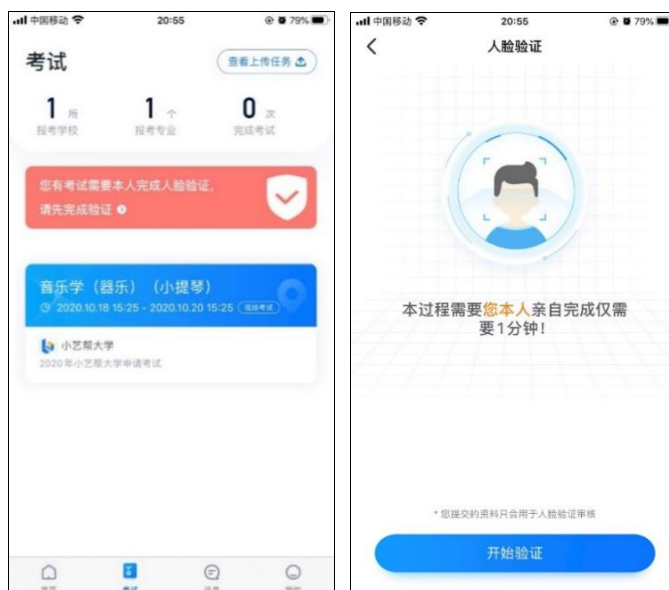 中国移动
20:55
79%
考试
查看上传任务
1 所
1 个
0 次
报考学校
报考专业
完成考试
您有考试需要本人完成人脸验证,
请先完成验证
音乐学（器乐）（小提琴）
2020.10.18 15:25 - 2020.10.20 15:25
小艺帮大学
2020年小艺帮大学申请考试
中国移动
20:55
79%
人脸验证
本过程需要您本人亲自完成仅需
要1分钟！
* 您提交的资料只会用于人脸验证审核
开始验证